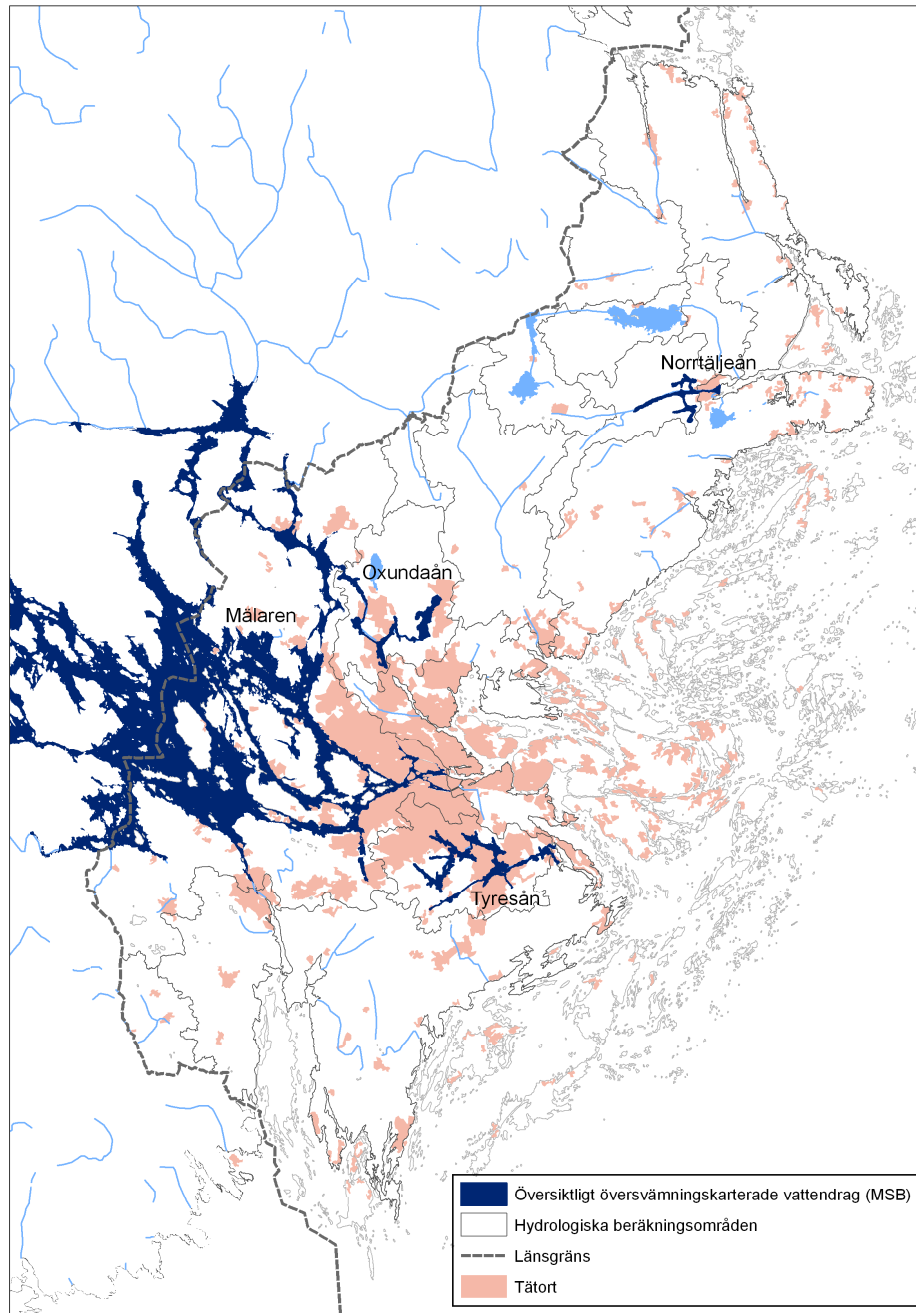 Norrtäljeån
Oxundaån
Mälaren
Tyresån
Översiktligt översvämningskarterade vattendrag (MSB)
Hydrologiska beräkningsområden
Länsgräns
Tätort